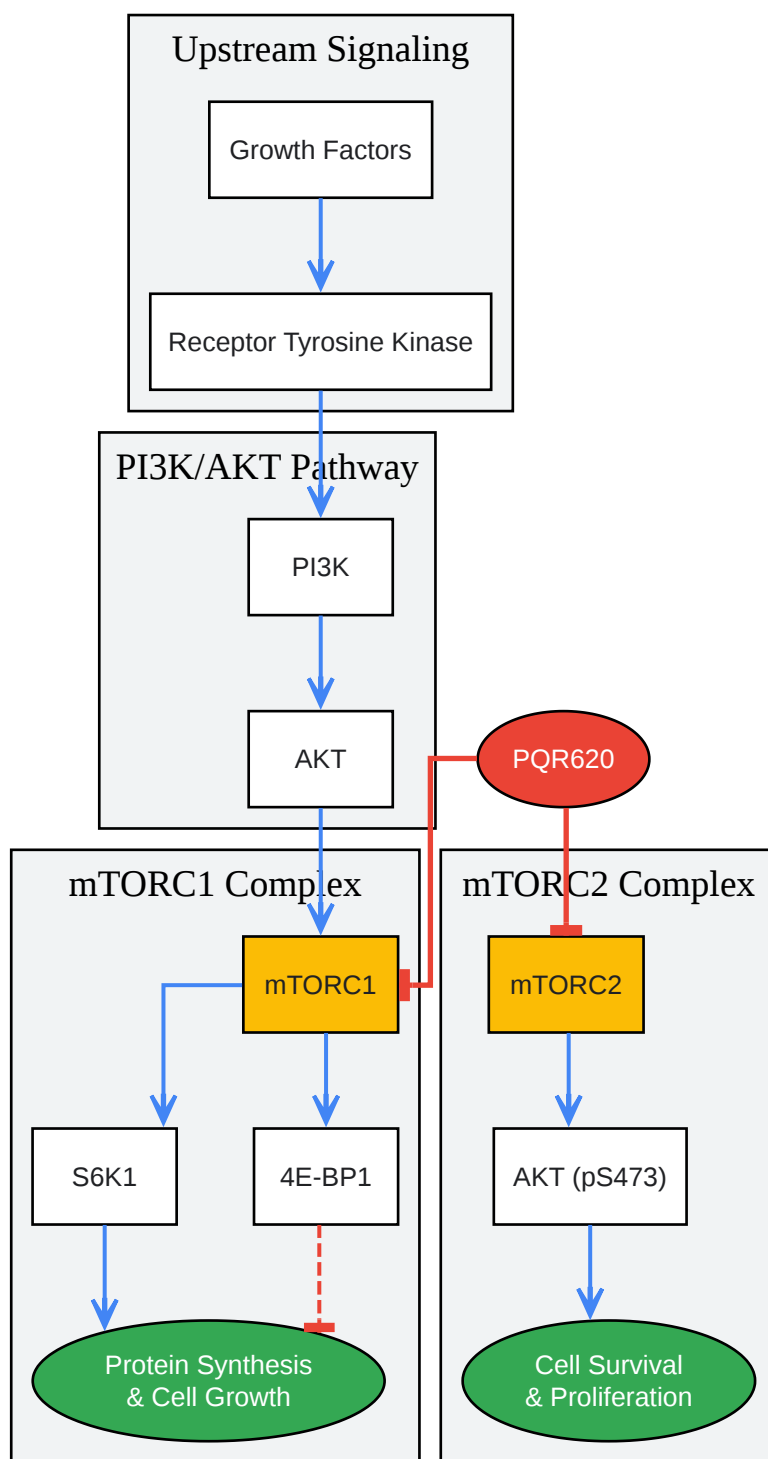 Upstream Signaling
Growth Factors
Receptor Tyrosine Kinase
PI3K/AKT Pathway
PI3K
AKT
PQR620
mTORC1 Complex
mTORC2 Complex
mTORC1
mTORC2
S6K1
4E-BP1
AKT (pS473)
Protein Synthesis
& Cell Growth
Cell Survival
& Proliferation